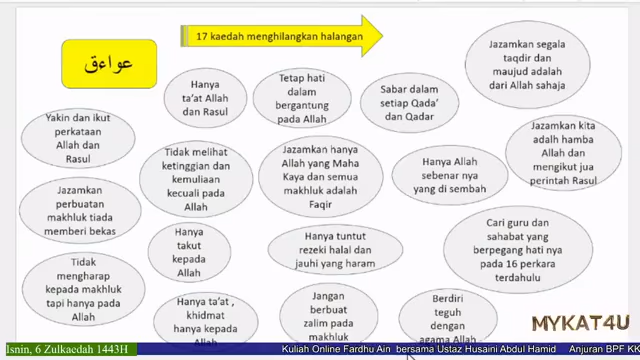 17 kaedah menghilangkan halangan
عواءق
Jazamkan segala
taqdir dan
maujud adalah
dari Allah sahaja
Hanya
ta'at Allah
dan Rasul
Tetap hati
dalam
bergantung
pada Allah
Sabar dalam
setiap Qada'
dan Qadar
Yakin dan ikut
perkataan
Allah dan
Rasul
Tidak melihat
ketinggian dan
kemuliaan
kecuali pada
Allah
Jazamkan hanya
Allah yang Maha
Kaya dan semua
makhluk adalah
Faqir
Hanya Allah
sebenar nya
yang di sembah
Jazamkan kita
adalh hamba
Allah dan
mengikut jua
perintah Rasul
Jazamkan
perbuatan
makhluk tiada
memberi bekas
Hanya
takut
kepada
Allah
Hanya tuntut
rezeki halal dan
jauhi yang haram
Cari guru dan
sahabat yang
berpegang hati nya
pada 16 perkara
terdahulu
Tidak
mengharap
kepada makhluk
tapi hanya pada
Allah
Hanya ta'at ,
khidmat
hanya kepada
Allah
Jangan
berbuat
zalim pada
makhluk
Berdiri
teguh
dengan
agama Allah
MYKAT4U
Isnin, 6 Zulkaedah 1443H
Kuliah Online Fardhu Ain bersama Ustaz Husaini Abdul Hamid Anjuran BPF KK